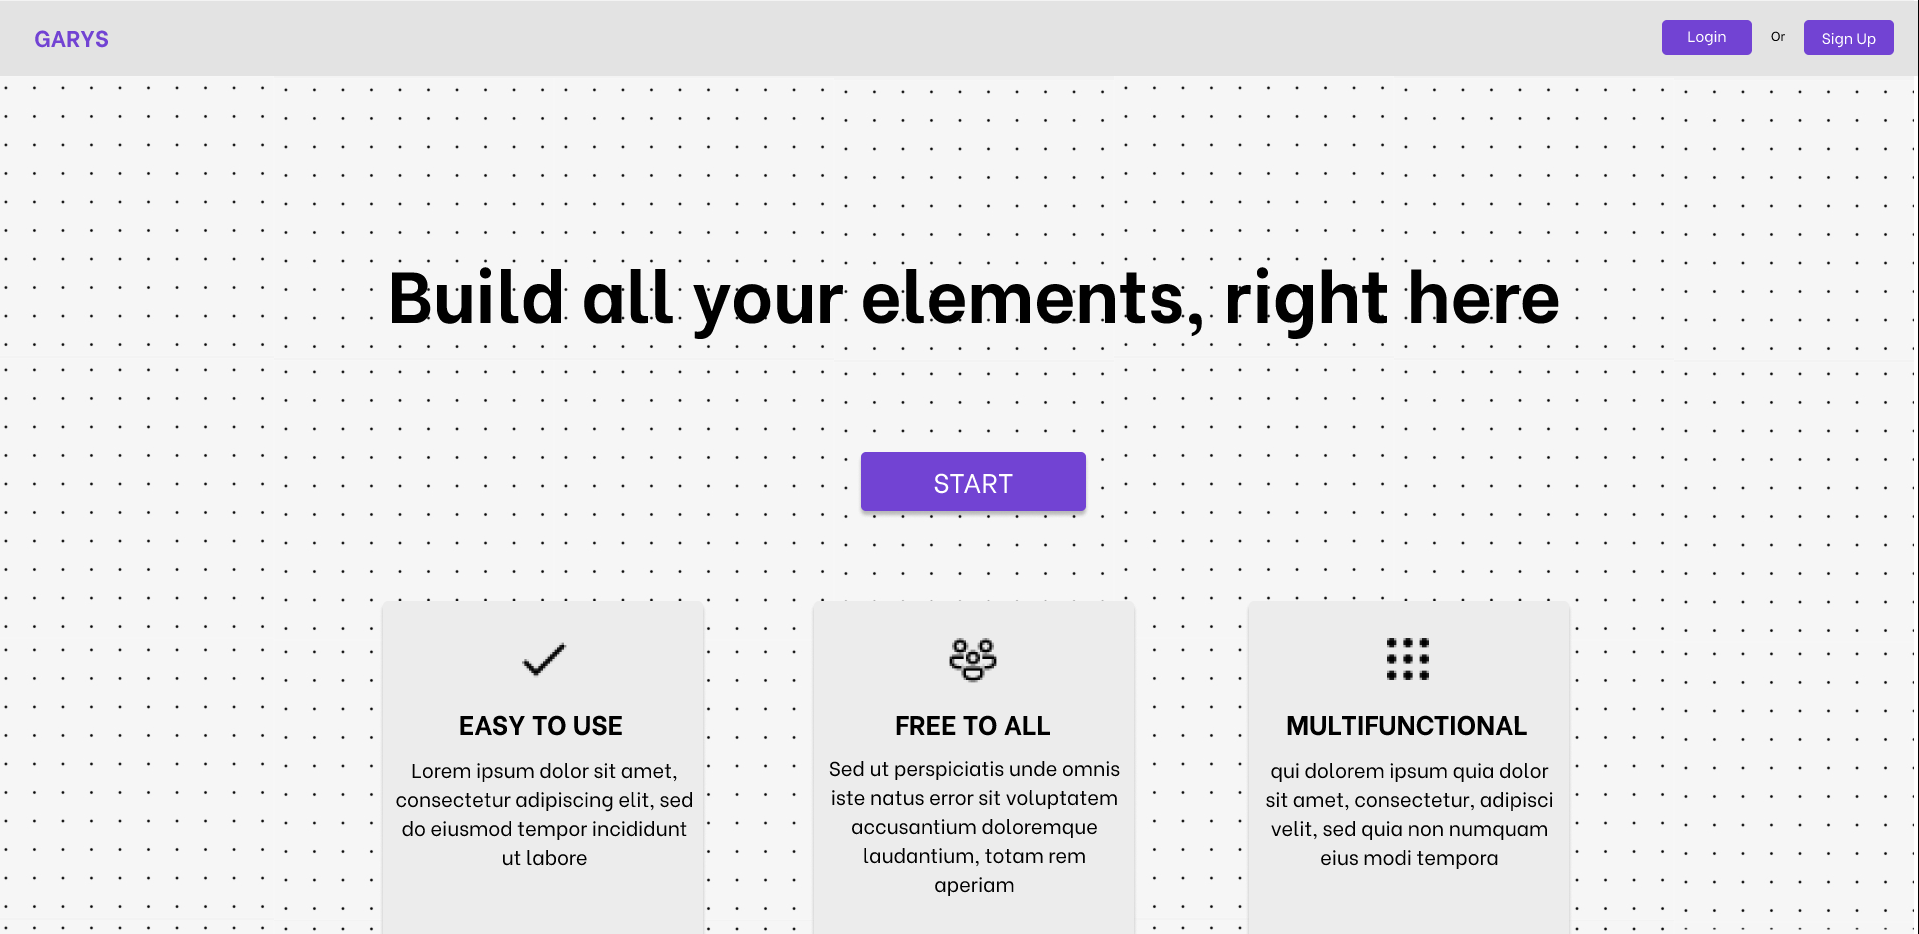 GARYS
Login
Or
Sign Up
Build all your elements, right here
START
EASY TO USE
Lorem ipsum dolor sit amet,
consectetur adipiscing elit, sed
do eiusmod tempor incididunt
ut labore
FREE TO ALL
Sed ut perspiciatis unde omnis
iste natus error sit voluptatem
accusantium doloremque
laudantium, totam rem
aperiam
MULTIFUNCTIONAL
qui dolorem ipsum quia dolor
sit amet, consectetur, adipisci
velit, sed quia non numquam
eius modi tempora